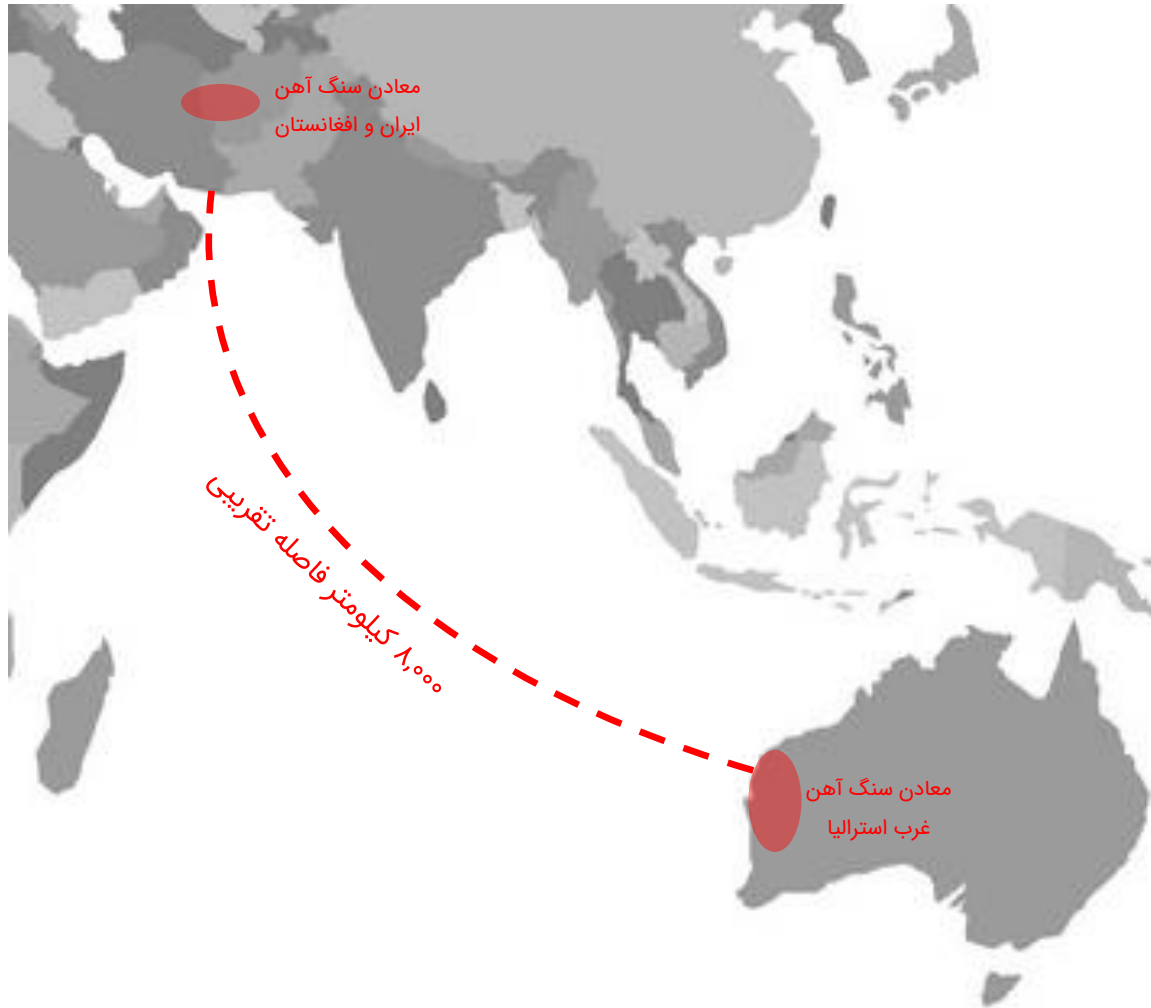 معادن سنگ آهن
ایران و افغانستان
۸,۰۰۰ کیلومتر فاصله تقریبی
معادن سنگ آهن
غرب استرالیا